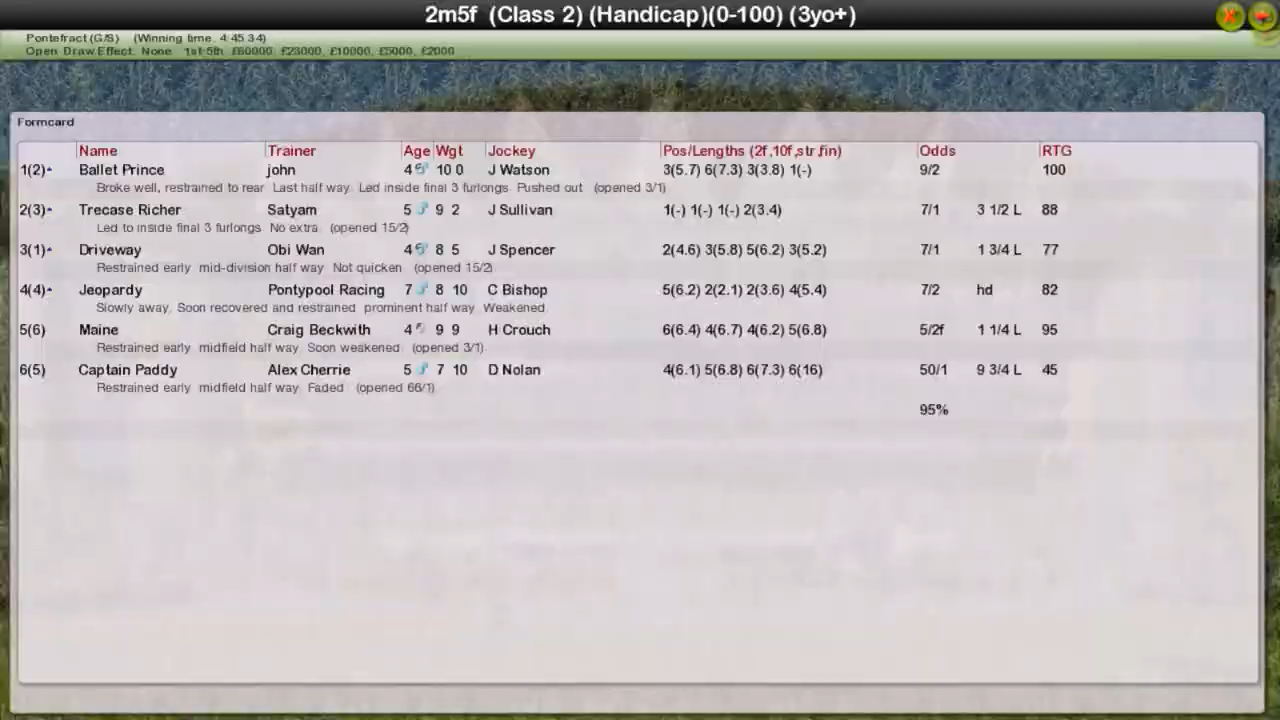 2m5f (Class 2) (Handicap)(0-100) (3yo+)
Pontefract (G/S) (Winning time. 4:45.34)
Open. Draw Effect. None. 1st-5th. £60000, £23000, £10000, £5000, £2000
Formcard
Name Trainer Age Wgt Jockey Pos/Lengths (2f,10f,str,fin) Odds RTG
1(2) Ballet Prince john 4 10 0 J Watson 3(5.7) 6(7.3) 3(3.8) 1(-) 9/2 100
Broke well, restrained to rear. Last half way. Led inside final 3 furlongs. Pushed out (opened 3/1)
2(3) Trecase Richer Satyam 5 9 2 J Sullivan 1(-) 1(-) 1(-) 2(3.4) 7/1 3 1/2 L 88
Led to inside final 3 furlongs. No extra. (opened 15/2)
3(1) Driveway Obi Wan 4 8 5 J Spencer 2(4.6) 3(5.8) 5(6.2) 3(5.2) 7/1 1 3/4 L 77
Restrained early mid-division half way. Not quicken (opened 15/2)
4(4) Jeopardy Pontypool Racing 7 8 10 C Bishop 5(6.2) 2(2.1) 2(3.6) 4(5.4) 7/2 hd 82
Slowly away. Soon recovered and restrained prominent half way. Weakened
5(6) Maine Craig Beckwith 4 9 9 H Crouch 6(6.4) 4(6.7) 4(6.2) 5(6.8) 5/2f 1 1/4 L 95
Restrained early midfield half way. Soon weakened (opened 3/1)
6(5) Captain Paddy Alex Cherrie 5 7 10 D Nolan 4(6.1) 5(6.8) 6(7.3) 6(16) 50/1 9 3/4 L 45
Restrained early midfield half way. Faded (opened 66/1)
95%